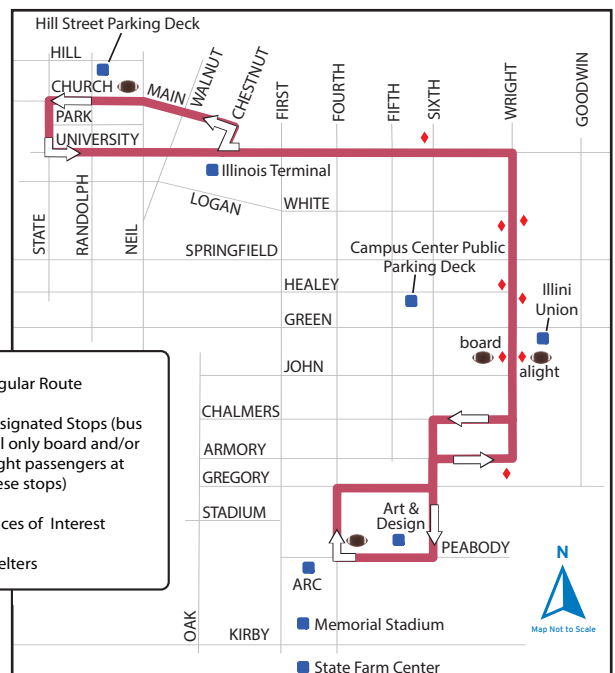 Hill Street Parking Deck
HILL
CHURCH
MAIN
WALNUT
CHESTNUT
FIRST
FOURTH
FIFTH
SIXTH
WRIGHT
GOODWIN
PARK
UNIVERSITY
Illinois Terminal
LOGAN
WHITE
STATE
RANDOLPH
NEIL
SPRINGFIELD
Campus Center Public
Parking Deck
HEALEY
Illini
Union
GREEN
board
alight
JOHN
gular Route
signated Stops (bus
l only board and/or
ght passengers at
ese stops)
ces of Interest
elters
CHALMERS
ARMORY
GREGORY
STADIUM
Art &
Design
PEABODY
ARC
OAK
KIRBY
Memorial Stadium
State Farm Center
N
Map Not to Scale